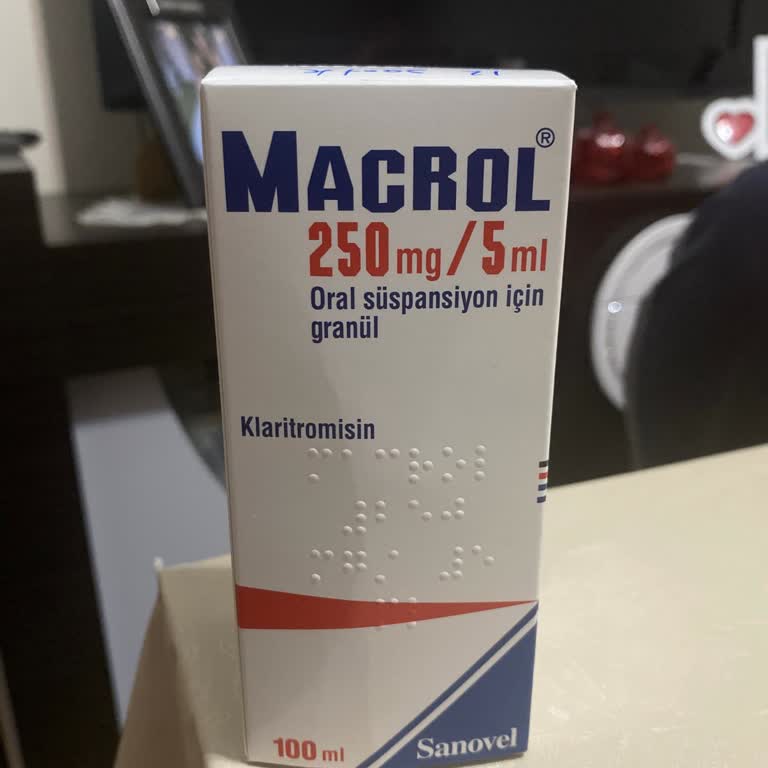 MACROL®
250 mg/5 ml
Oral süspansiyon için
granül
Klaritromisin
100 ml
Sanovel